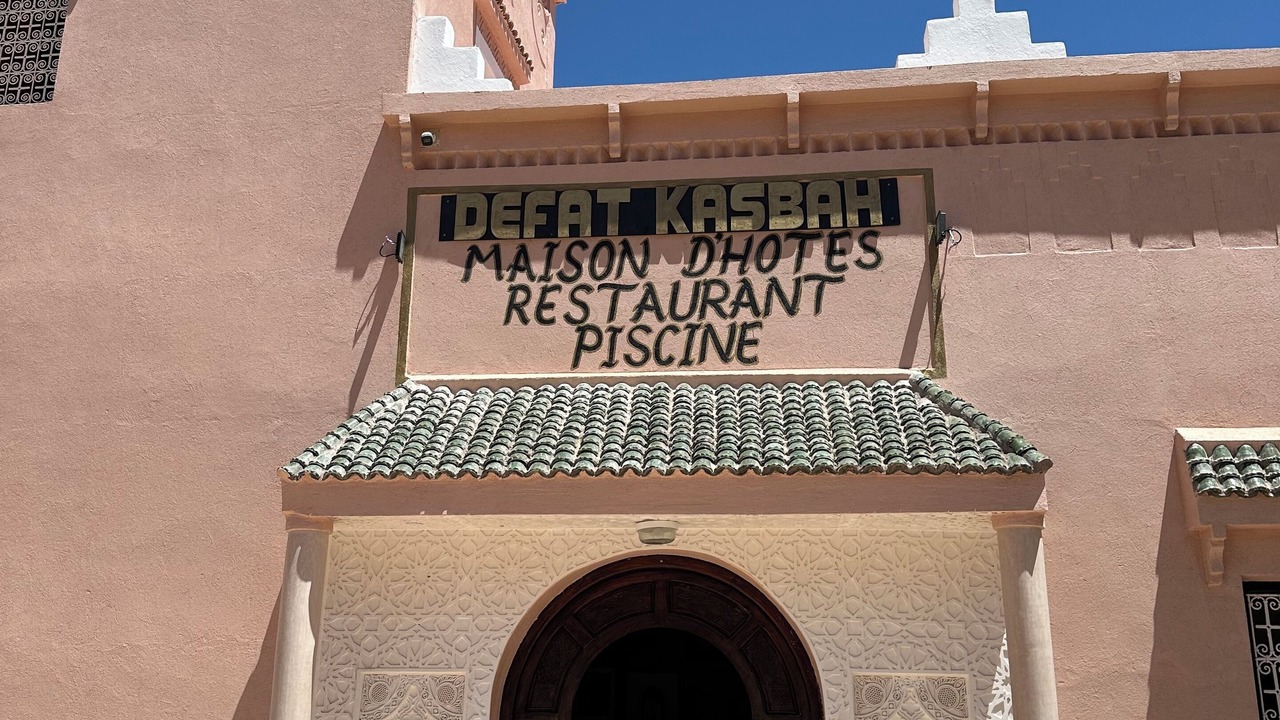 DEFAT KASBAH
MAISON D'HOTES
RESTAURANT
PISCINE